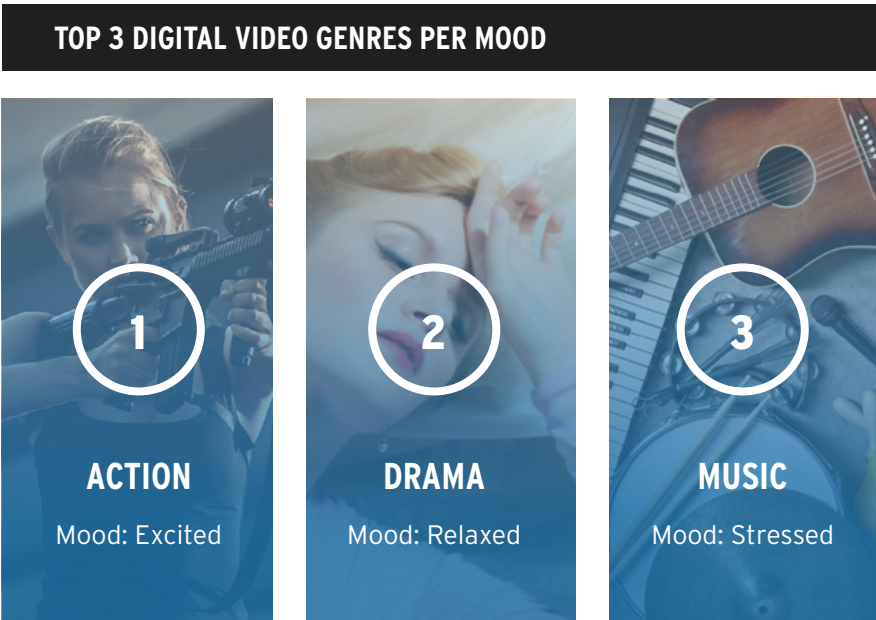 TOP 3 DIGITAL VIDEO GENRES PER MOOD
1
ACTION
Mood: Excited
2
DRAMA
Mood: Relaxed
3
MUSIC
Mood: Stressed